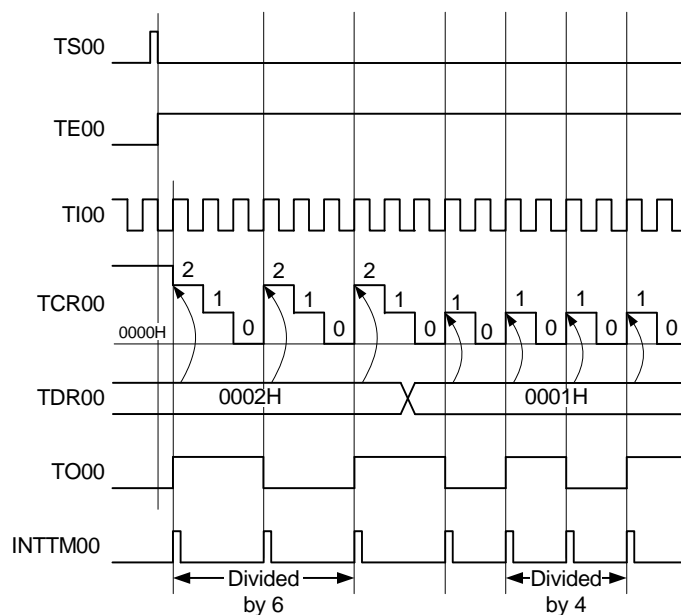 TS00
TE00
TI00
TCR00
2 1 0 2 1 0 2 1 0 1 0 1 0 1 0 1 0
0000H
TDR00
0002H 0001H
TO00
INTTM00
Divided by 6
Divided by 4